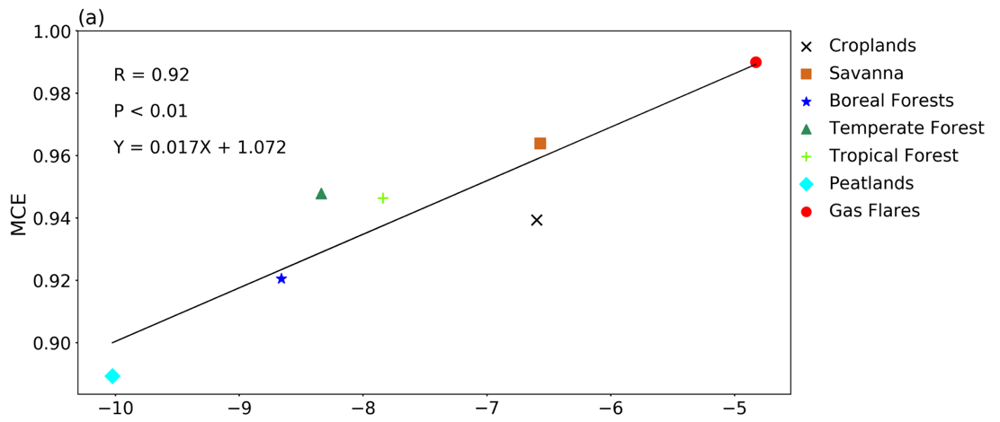 (a)
1.00
0.98
0.96
0.94
0.92
0.90
MCE
R = 0.92
P < 0.01
Y = 0.017X + 1.072
−10
−9
−8
−7
−6
−5
Croplands
Savanna
Boreal Forests
Temperate Forest
Tropical Forest
Peatlands
Gas Flares